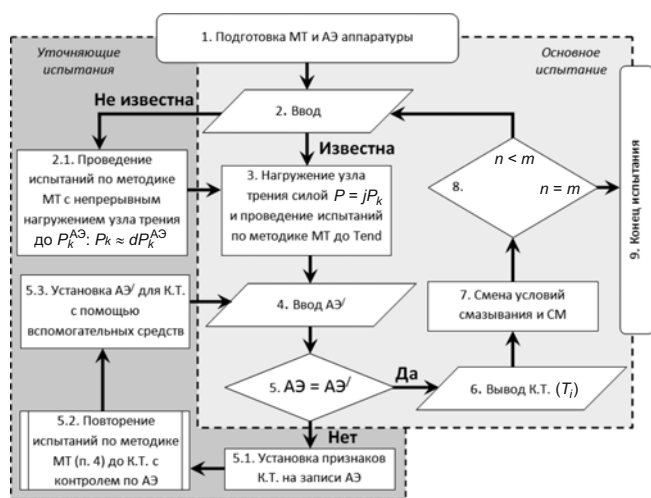 1. Подготовка МТ и АЭ аппаратуры
Уточняющие
испытания
Основное
испытание
Не известна
2. Ввод
Известна
2.1. Проведение
испытаний по методике
МТ с непрерывным
нагружением узла трения
до P_k^АЭ: P_k ≈ dP_k^АЭ
3. Нагружение узла
трения силой P = jP_k
и проведение испытаний
по методике МТ до Tend
n < m
8.
n = m
9. Конец испытания
5.3. Установка АЭ/ для К.Т.
с помощью
вспомогательных средств
4. Ввод АЭ/
7. Смена условий
смазывания и СМ
5. АЭ = АЭ/
Да
6. Вывод К.Т. (T_i)
Нет
5.2. Повторение
испытаний по методике
МТ (п. 4) до К.Т. с
контролем по АЭ
5.1. Установка признаков
К.Т. на записи АЭ